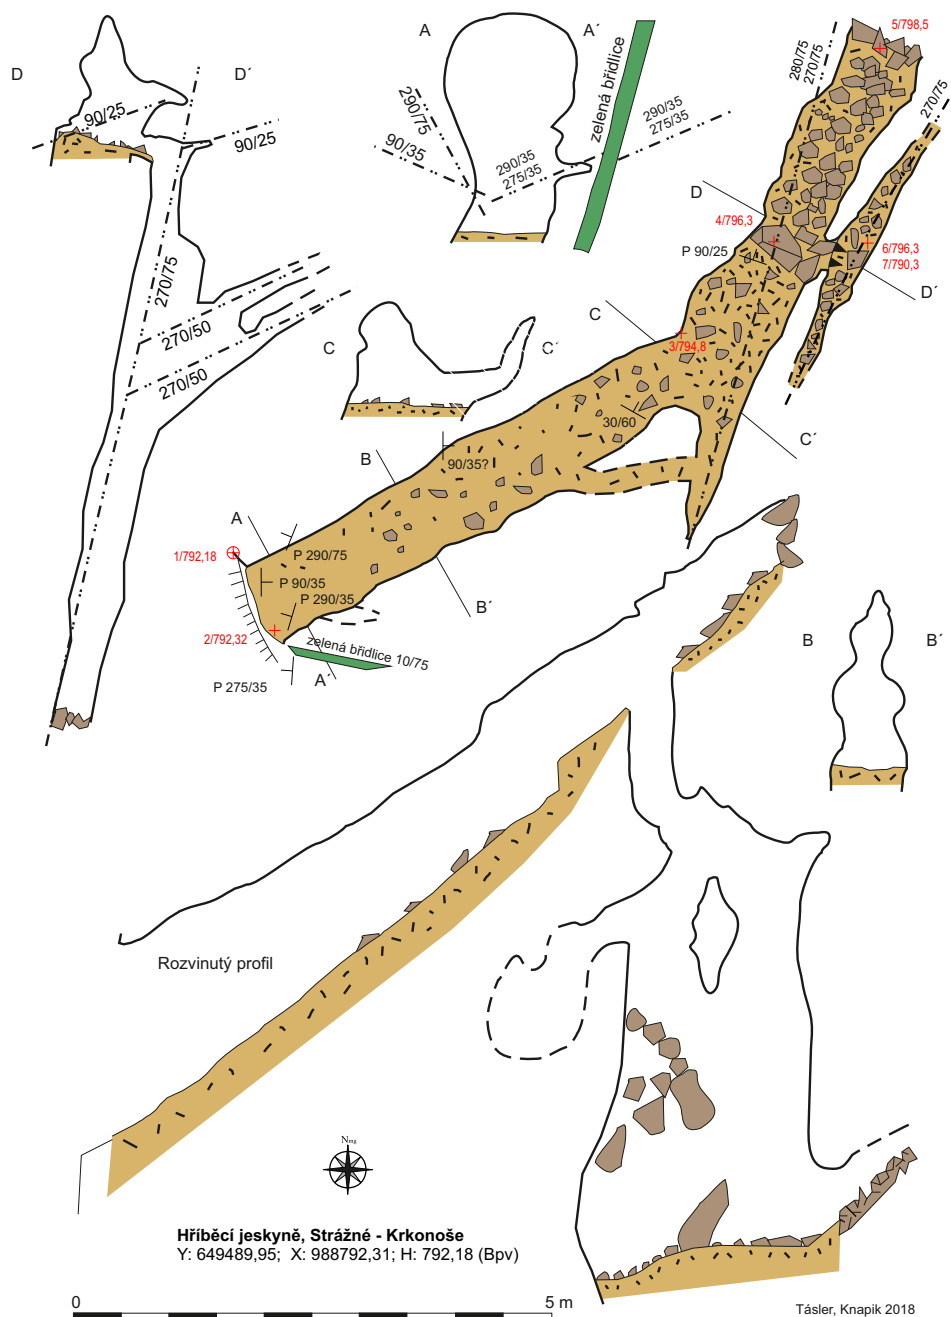 D
D´
90/25
90/25
270/75
270/50
270/50
A
A´
290/75
90/35
290/35
275/35
zelená břidlice
290/35
275/35
5/798,5
280/75
270/75
270/75
D
4/796,3
P 90/25
6/796,3
7/790,3
D´
C
3/794,8
C
C´
30/60
C´
B
90/35?
A
1/792,18
P 290/75
P 90/35
P 290/35
B´
2/792,32
zelená břidlice 10/75
A´
P 275/35
B
B´
Rozvinutý profil
Nmg
Hříběcí jeskyně, Strážné - Krkonoše
Y: 649489,95; X: 988792,31; H: 792,18 (Bpv)
0
5 m
Tásler, Knapik 2018